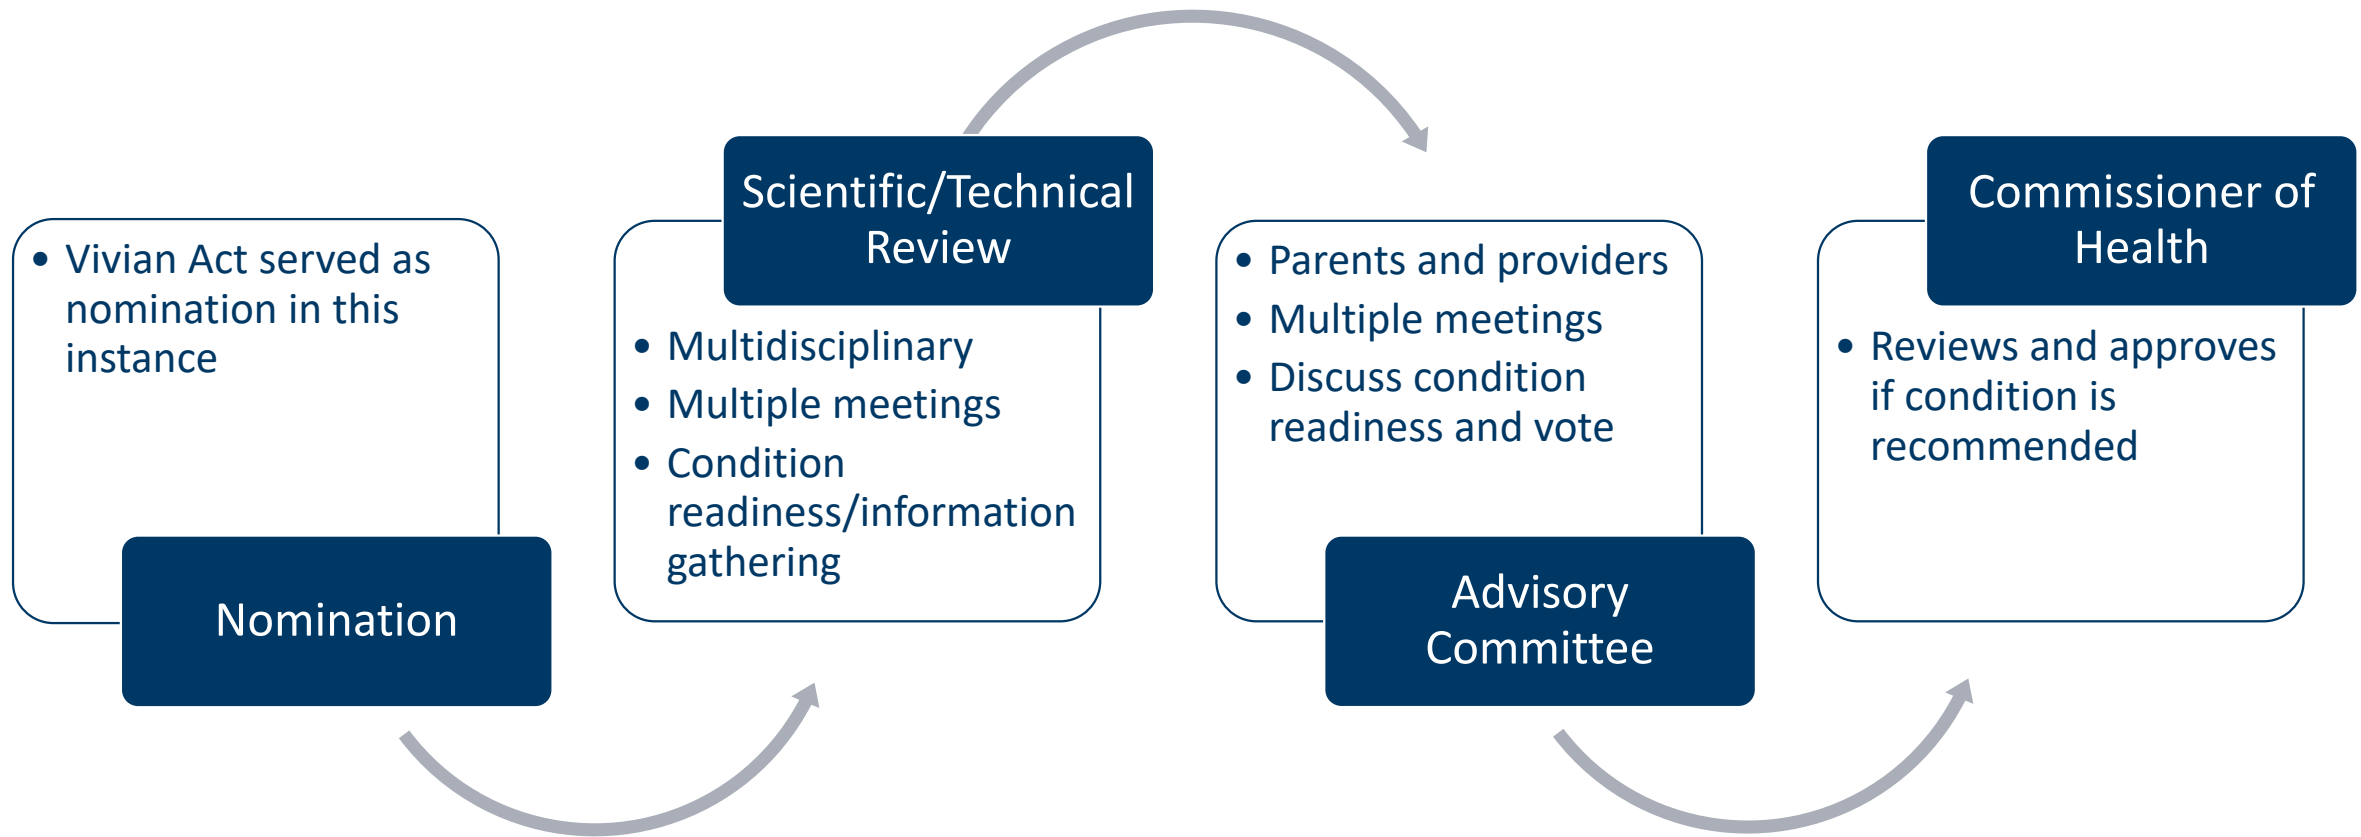 • Vivian Act served as
nomination in this
instance
Nomination
Scientific/Technical
Review
• Multidisciplinary
• Multiple meetings
• Condition
readiness/information
gathering
• Parents and providers
• Multiple meetings
• Discuss condition
readiness and vote
Advisory
Committee
Commissioner of
Health
• Reviews and approves
if condition is
recommended